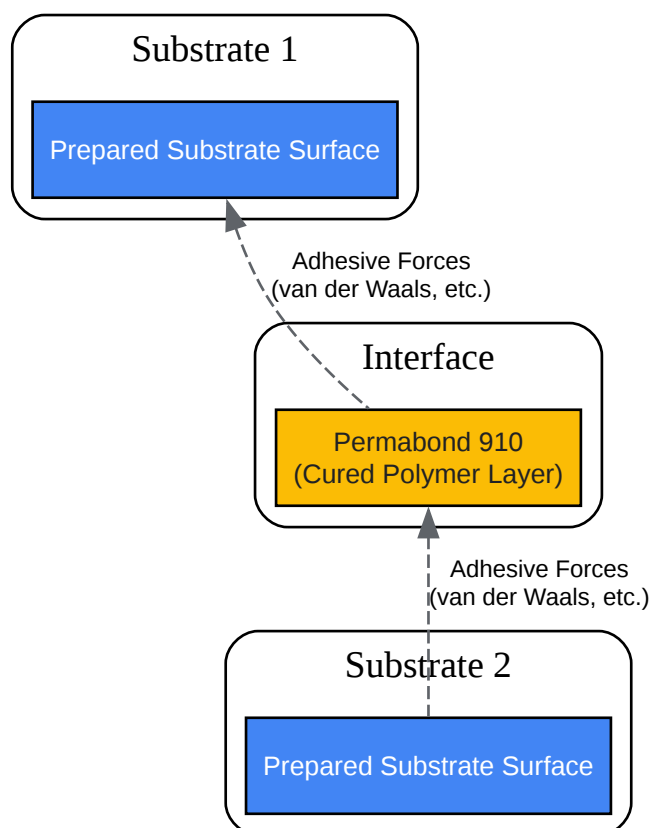 Substrate 1
Prepared Substrate Surface
Adhesive Forces
(van der Waals, etc.)
Interface
Permabond 910
(Cured Polymer Layer)
Adhesive Forces
(van der Waals, etc.)
Substrate 2
Prepared Substrate Surface